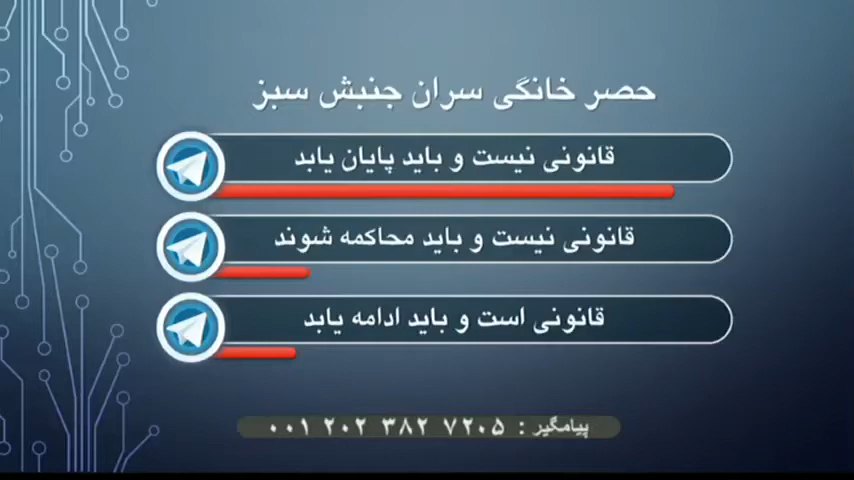 حصر خانگی سران جنبش سبز
قانونی نیست و باید پایان یابد
قانونی نیست و باید محاکمه شوند
قانونی است و باید ادامه یابد
پیامگیر : ۰۰۱ ۲۰۲ ۳۸۲ ۷۲۰۵